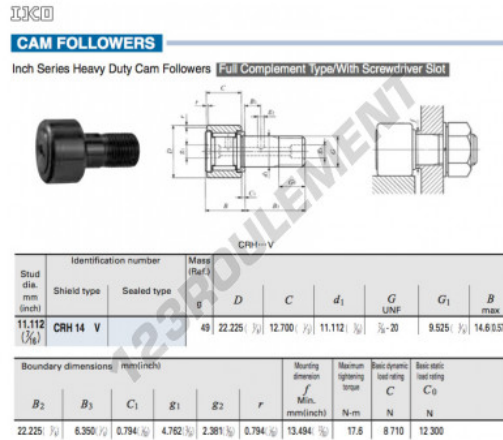 IKO
CAM FOLLOWERS
Inch Series Heavy Duty Cam Followers Full Complement Type/With Screwdriver Slot
CRH···V
123ROULEMENT
Stud dia. mm (inch) Identification number Mass (Ref.) g
Shield type Sealed type D C d1 G UNF G1 B max
11.112 (7/16) CRH 14 V 49 22.225 12.700 11.112 -20 9.525 14.6
Boundary dimensions mm(inch) Mounting dimension f Min. mm(inch) Maximum tightening torque N-m Basic dynamic load rating C N Basic static load rating C0 N
B2 B3 C1 g1 g2 r
22.225 6.350 0.794 4.762 2.381 0.794 13.494 17.6 8 710 12 300